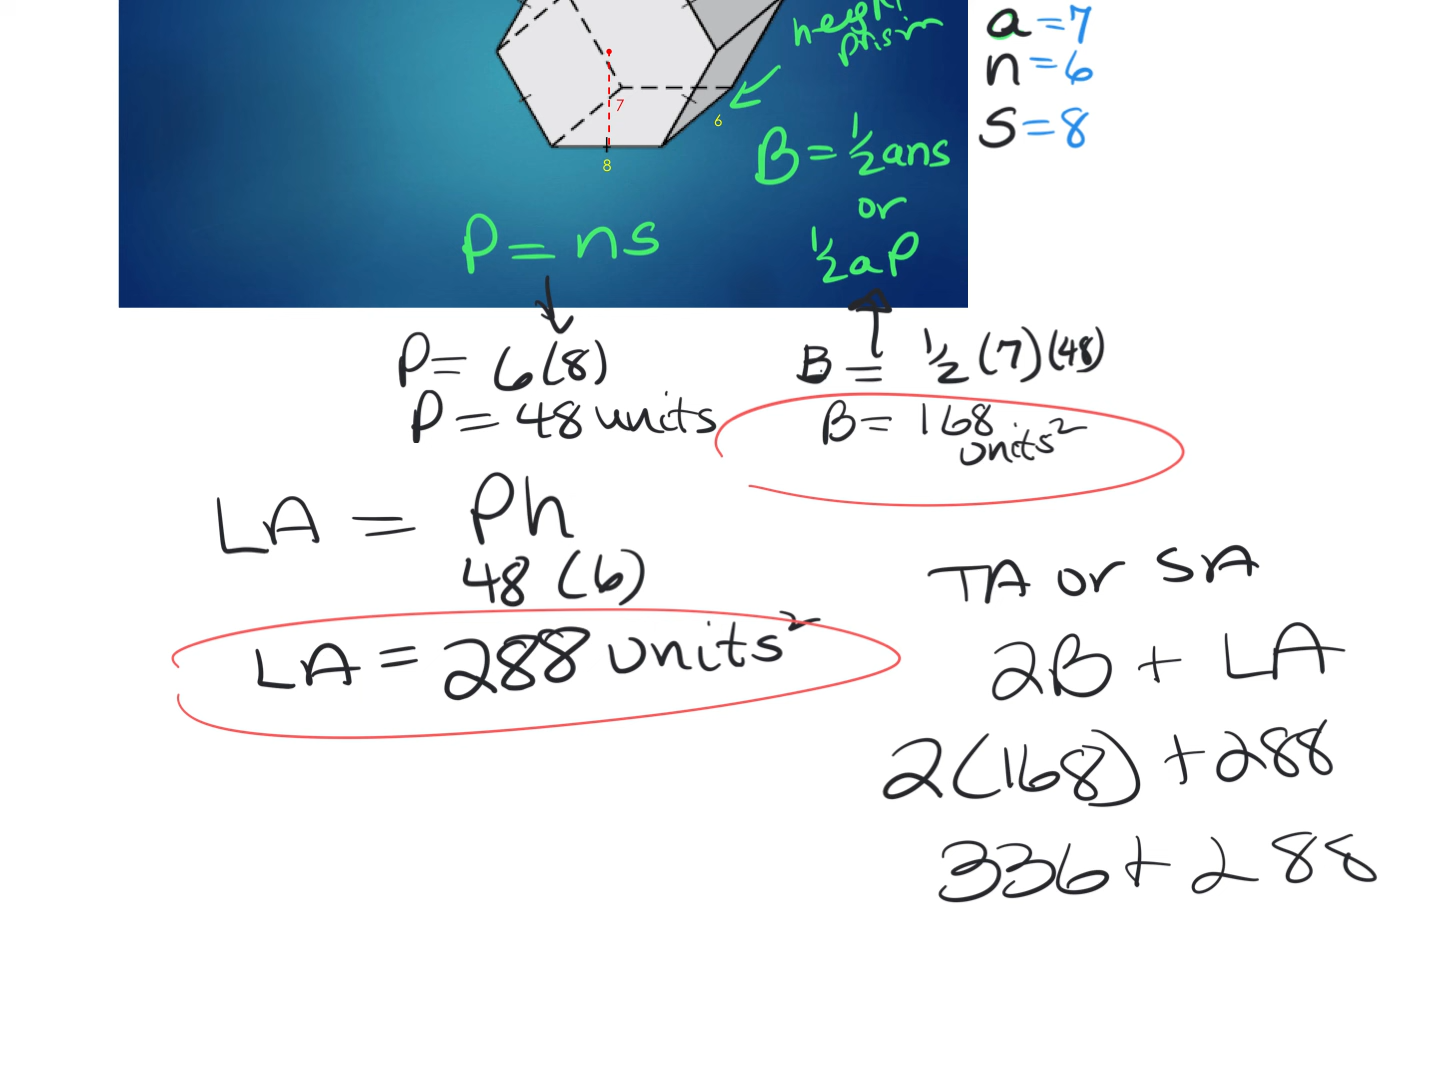 height
prism
a = 7
n = 6
s = 8
7
6
8
B = ½ans
or
½aP
P = ns
P = 6(8)
P = 48 units
B = ½(7)(48)
B = 168
units²
LA = Ph
48 (6)
LA = 288 units²
TA or SA
2B + LA
2(168) + 288
336 + 288